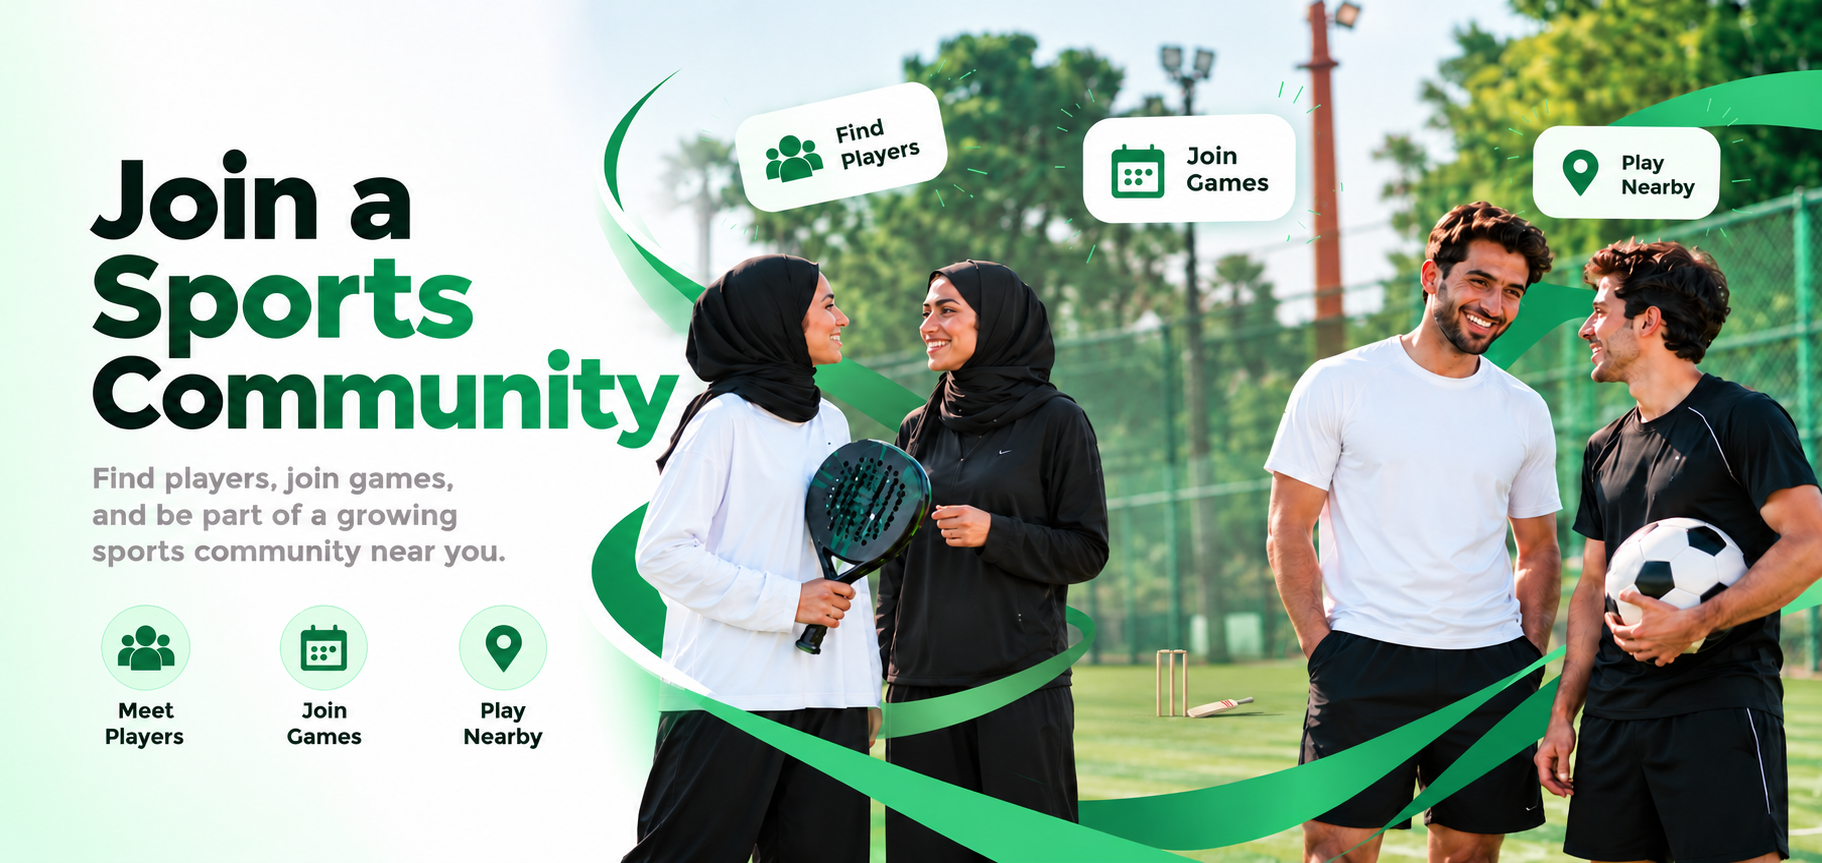 Join a
Sports
Community
Find players, join games,
and be part of a growing
sports community near you.
Meet
Players
Join
Games
Play
Nearby
Find
Players
Join
Games
Play
Nearby